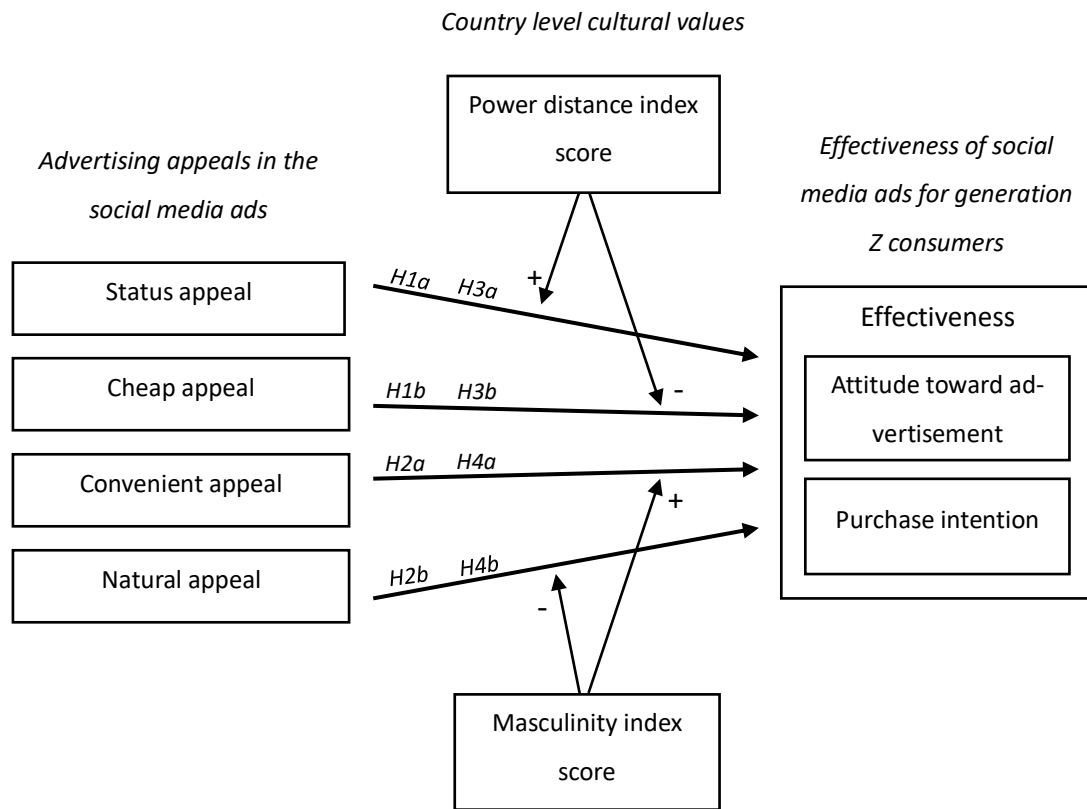 Country level cultural values
Power distance index
score
Advertising appeals in the
social media ads
Effectiveness of social
media ads for generation
Z consumers
Status appeal
Cheap appeal
Convenient appeal
Natural appeal
H1a H3a
+
H1b H3b
-
H2a H4a
+
H2b H4b
-
Effectiveness
Attitude toward ad-
vertisement
Purchase intention
Masculinity index
score